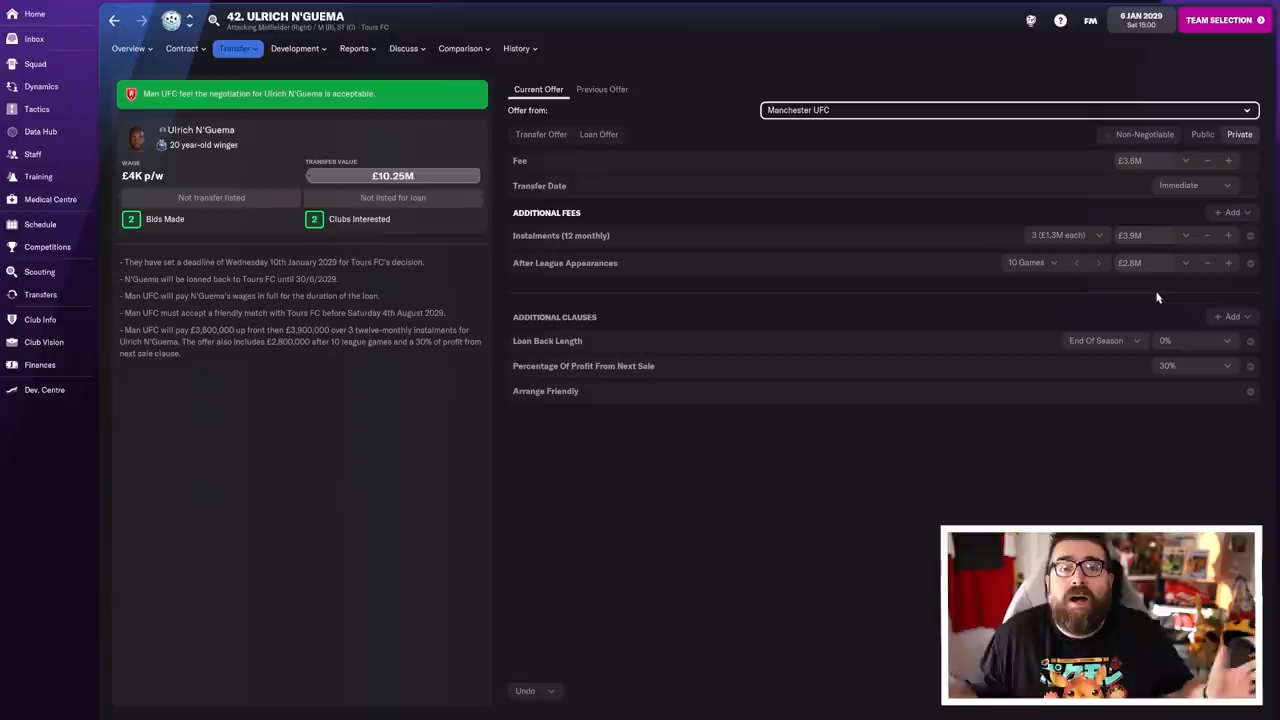 42. ULRICH N'GUEMA
Attacking Midfielder (Right) / M (R), ST (C) - Tours FC
FM
6 JAN 2029
Sat 15:00
TEAM SELECTION
Overview
Contract
Transfer
Development
Reports
Discuss
Comparison
History
Home
Inbox
Squad
Dynamics
Tactics
Data Hub
Staff
Training
Medical Centre
Schedule
Competitions
Scouting
Transfers
Club Info
Club Vision
Finances
Dev. Centre
Man UFC feel the negotiation for Ulrich N'Guema is acceptable.
Ulrich N'Guema
20 year-old winger
WAGE
£4K p/w
TRANSFER VALUE
£10.25M
Not transfer listed
Not listed for loan
2 Bids Made
2 Clubs Interested
- They have set a deadline of Wednesday 10th January 2029 for Tours FC's decision.
- N'Guema will be loaned back to Tours FC until 30/6/2029.
- Man UFC will pay N'Guema's wages in full for the duration of the loan.
- Man UFC must accept a friendly match with Tours FC before Saturday 4th August 2029.
- Man UFC will pay £3,600,000 up front then £3,900,000 over 3 twelve-monthly instalments for
Ulrich N'Guema. The offer also includes £2,800,000 after 10 league games and a 30% of profit from
next sale clause.
Current Offer
Previous Offer
Offer from:
Manchester UFC
Transfer Offer
Loan Offer
Non-Negotiable
Public
Private
Fee
£3.6M
Transfer Date
Immediate
ADDITIONAL FEES
+ Add
Instalments (12 monthly)
3 (£1.3M each)
£3.9M
After League Appearances
10 Games
£2.8M
ADDITIONAL CLAUSES
+ Add
Loan Back Length
End Of Season
0%
Percentage Of Profit From Next Sale
30%
Arrange Friendly
Undo